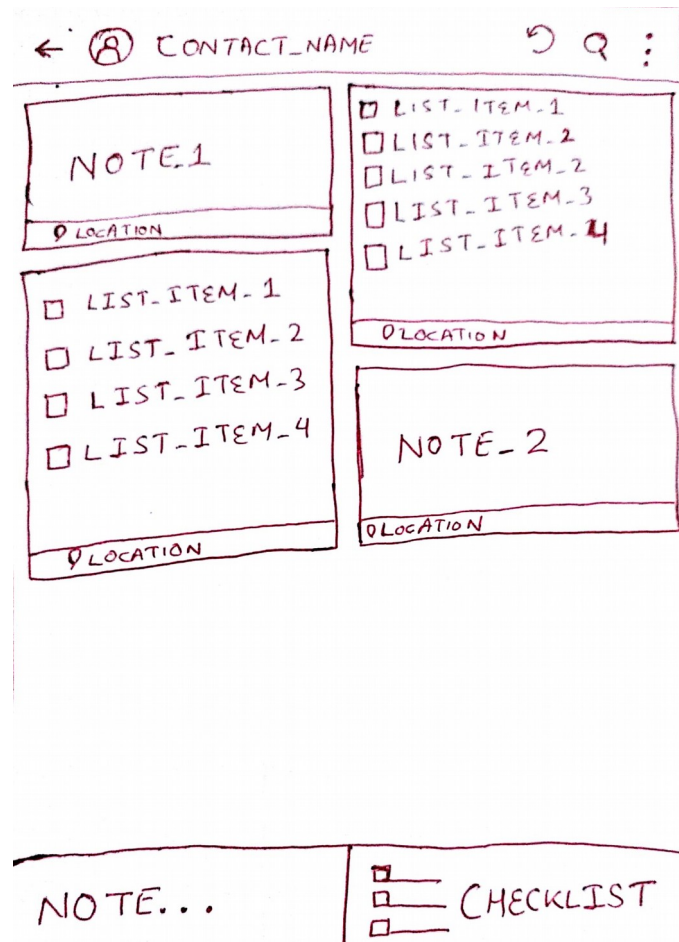 CONTACT_NAME
NOTE1
LOCATION
LIST_ITEM_1
LIST_ITEM_2
LIST_ITEM_2
LIST_ITEM_3
LIST_ITEM_4
LOCATION
LIST_ITEM_1
LIST_ITEM_2
LIST_ITEM_3
LIST_ITEM_4
LOCATION
NOTE_2
LOCATION
NOTE...
CHECKLIST